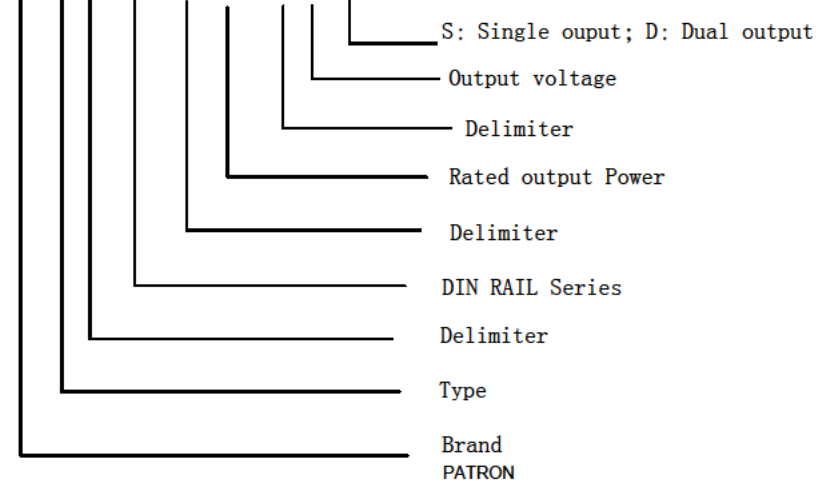 S: Single ouput; D: Dual output
Output voltage
Delimiter
Rated output Power
Delimiter
DIN RAIL Series
Delimiter
Type
Brand
PATRON